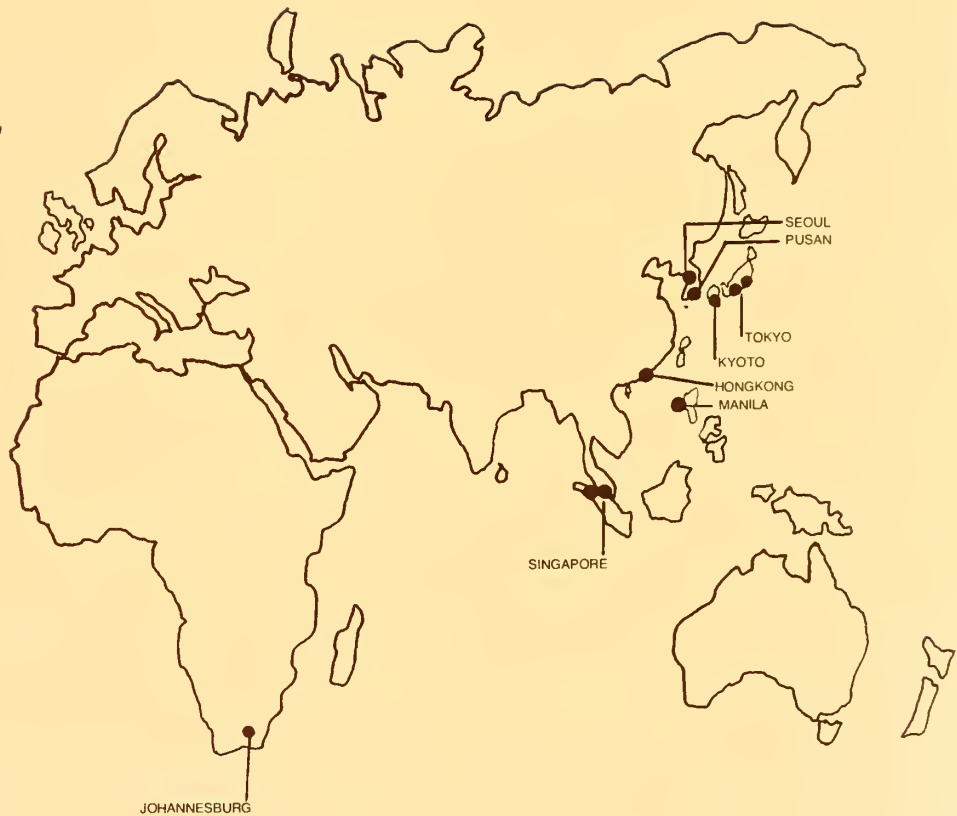 SEOUL
PUSAN
TOKYO
KYOTO
HONGKONG
MANILA
SINGAPORE
JOHANNESBURG